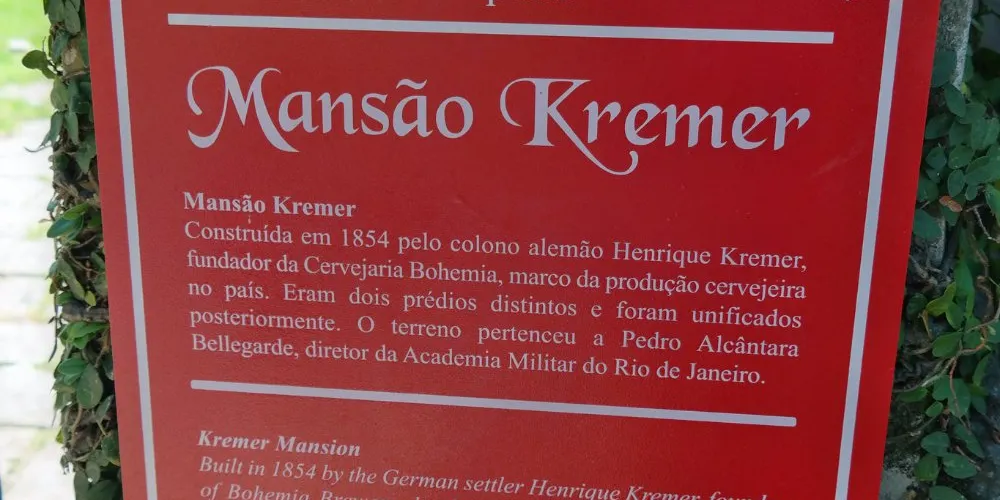 Mansão Kremer
Mansão Kremer
Construída em 1854 pelo colono alemão Henrique Kremer,
fundador da Cervejaria Bohemia, marco da produção cervejeira
no país. Eram dois prédios distintos e foram unificados
posteriormente. O terreno pertenceu a Pedro Alcântara
Bellegarde, diretor da Academia Militar do Rio de Janeiro.
Kremer Mansion
Built in 1854 by the German settler Henrique Kremer,
of Bohemia